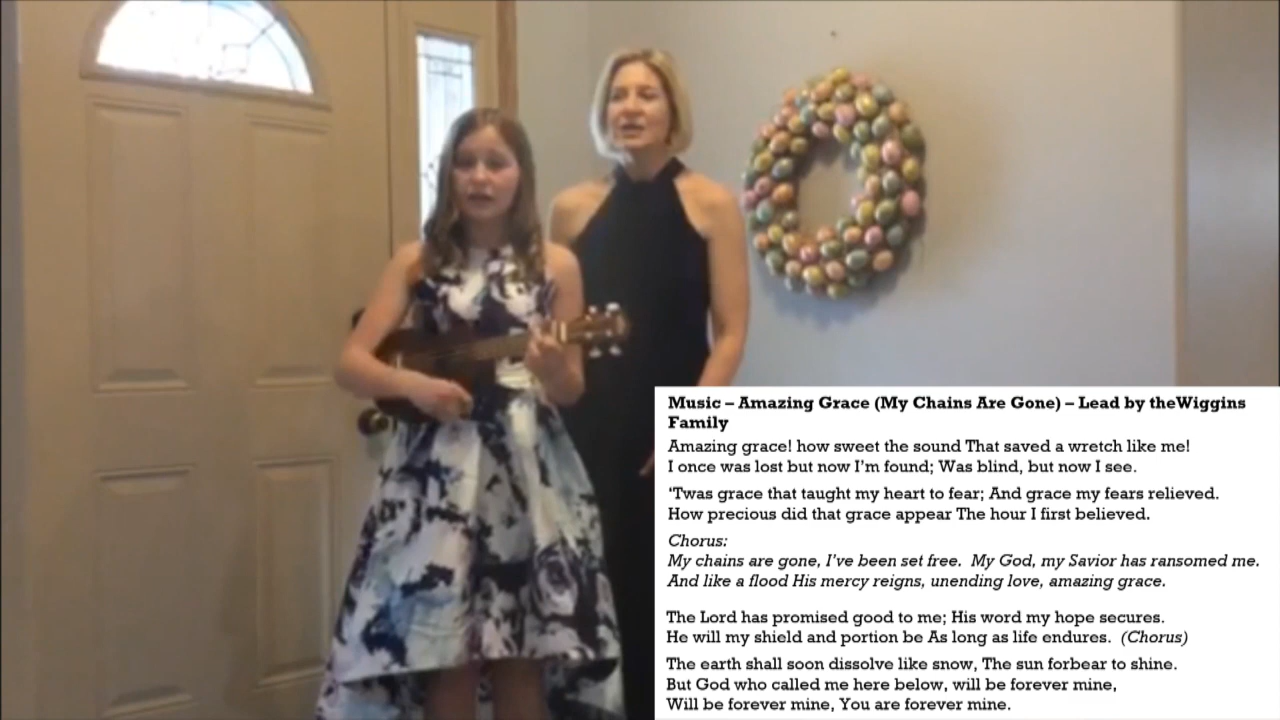 Music – Amazing Grace (My Chains Are Gone) – Lead by theWiggins
Family
Amazing grace! how sweet the sound That saved a wretch like me!
I once was lost but now I’m found; Was blind, but now I see.
‘Twas grace that taught my heart to fear; And grace my fears relieved.
How precious did that grace appear The hour I first believed.
Chorus:
My chains are gone, I’ve been set free.  My God, my Savior has ransomed me.
And like a flood His mercy reigns, unending love, amazing grace.
The Lord has promised good to me; His word my hope secures.
He will my shield and portion be As long as life endures.  (Chorus)
The earth shall soon dissolve like snow, The sun forbear to shine.
But God who called me here below, will be forever mine,
Will be forever mine, You are forever mine.